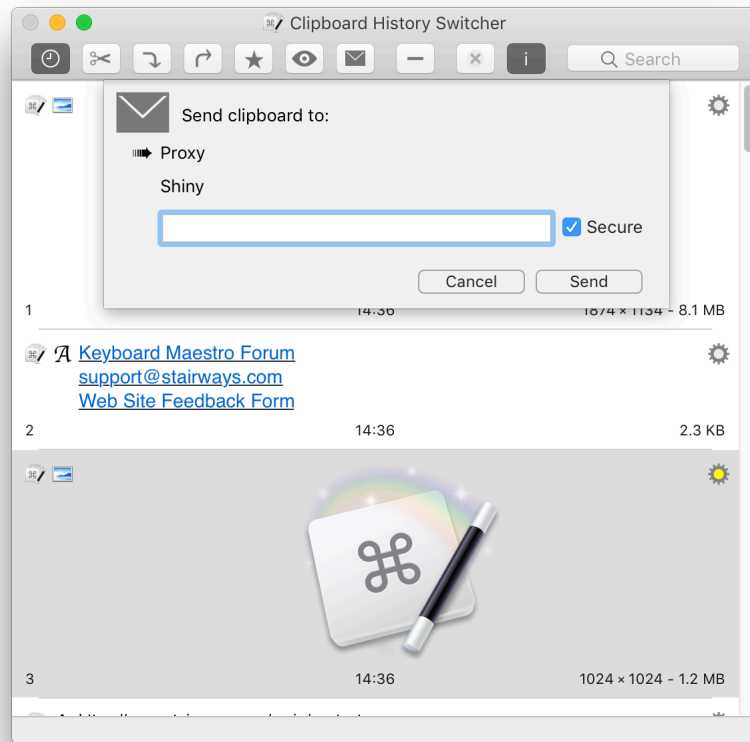 Clipboard History Switcher
Search
Send clipboard to:
Proxy
Shiny
Secure
Cancel
Send
1
14:36
1874 × 1134 - 8.1 MB
Keyboard Maestro Forum
support@stairways.com
Web Site Feedback Form
2
14:36
2.3 KB
3
14:36
1024 × 1024 - 1.2 MB